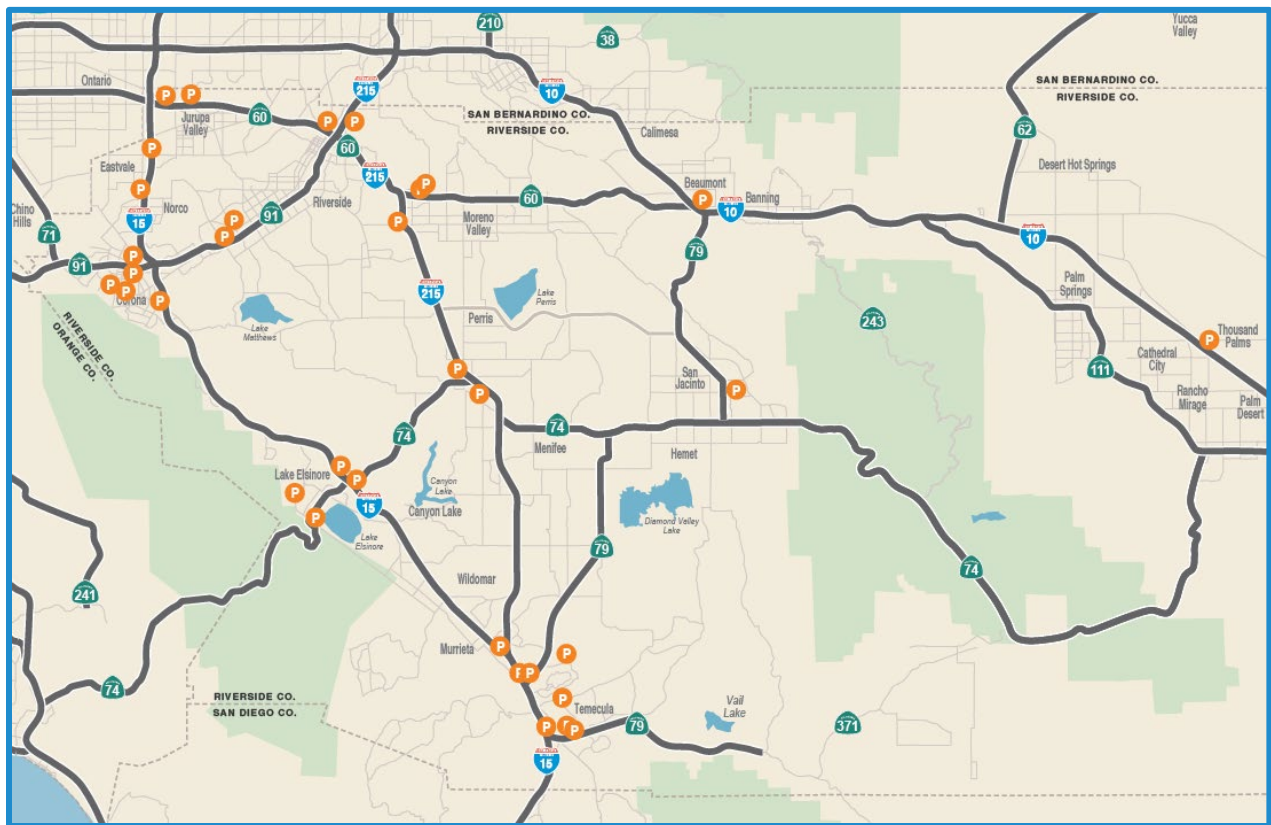 210
38
Yucca
Valley
Ontario
P
P
215
10
SAN BERNARDINO CO.
RIVERSIDE CO.
Jurupa
Valley
60
P
P
SAN BERNARDINO CO.
RIVERSIDE CO.
Calimesa
62
P
Eastvale
60
215
Desert Hot Springs
P
P
P
Beaumont
P
Banning
10
Chino
Hills
Norco
15
P
P
91
Riverside
P
Moreno
Valley
60
71
10
91
P
P
P
P
Corona
P
79
Palm
Springs
215
Lake
Perris
Lake
Matthews
Perris
243
RIVERSIDE CO.
ORANGE CO.
Thousand
Palms
P
Cathedral
City
111
P
P
San
Jacinto
P
Rancho
Mirage
Palm
Desert
74
74
Menifee
Hemet
Lake Elsinore
P
P
P
P
15
Canyon
Lake
Canyon Lake
Diamond Valley
Lake
Lake
Elsinore
79
74
241
Wildomar
Murrieta
P
P
P
P
74
RIVERSIDE CO.
SAN DIEGO CO.
P
Temecula
P
P
P
79
Vail
Lake
371
15